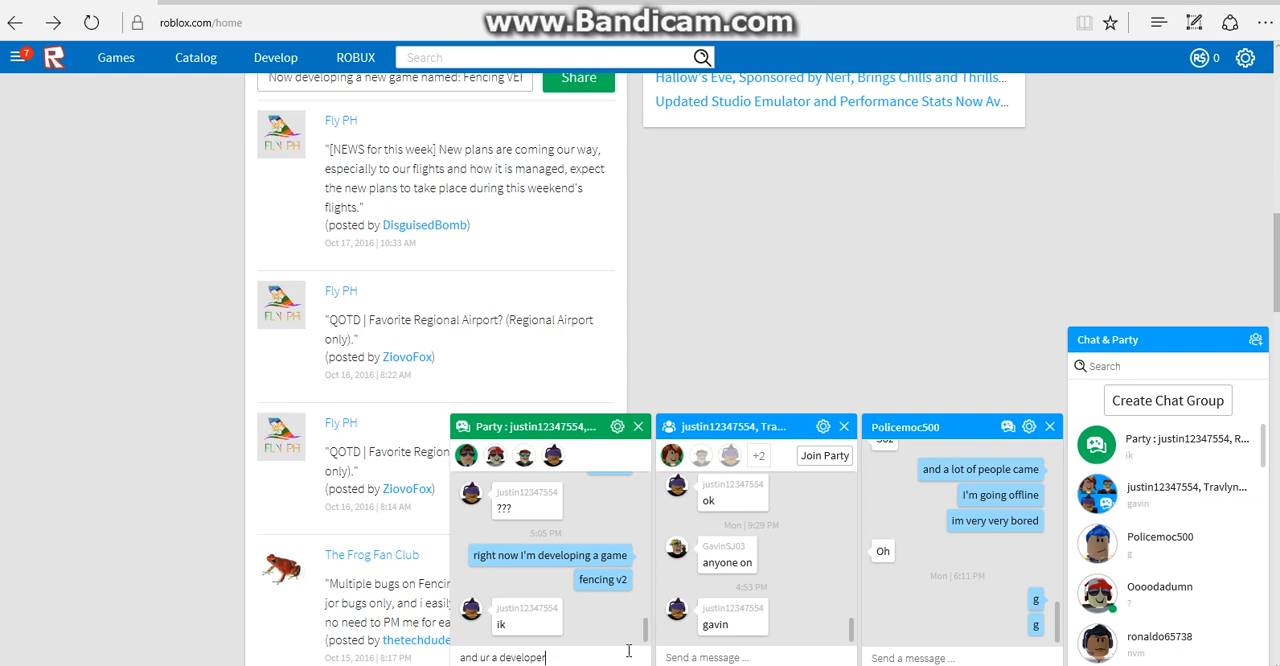 www.Bandicam.com
roblox.com/home
7
Games
Catalog
Develop
ROBUX
Search
R$ 0
Now developing a new game named: Fencing VE
Share
Hallow's Eve, Sponsored by Nerf, Brings Chills and Thrills...
Updated Studio Emulator and Performance Stats Now Av...
Fly PH
"[NEWS for this week] New plans are coming our way,
especially to our flights and how it is managed, expect
the new plans to take place during this weekend's
flights."
(posted by DisguisedBomb)
Oct 17, 2016 | 10:33 AM
Fly PH
"QOTD | Favorite Regional Airport? (Regional Airport
only)."
(posted by ZiovoFox)
Oct 16, 2016 | 8:22 AM
Fly PH
"QOTD | Favorite
only)."
(posted by ZiovoFox
Oct 16, 2016 | 8:14 AM
The Frog Fan Club
"Multiple bugs on Fencing
jor bugs only, and i easily
no need to PM me for ea
(posted by thetechdude
Oct 15, 2016 | 8:17 PM
Party : justin12347554,...
justin12347554
???
5:05 PM
right now I'm developing a game
fencing v2
justin12347554
ik
and ur a developer
justin12347554, Tra...
+2
Join Party
justin12347554
ok
Mon | 9:29 PM
GavinSJ03
anyone on
4:53 PM
justin12347554
gavin
Send a message ...
Policemoc500
and a lot of people came
I'm going offline
im very very bored
Oh
Mon | 6:11 PM
g
g
Send a message ...
Chat & Party
Search
Create Chat Group
Party : justin12347554, R...
ik
justin12347554, Travlyn...
gavin
Policemoc500
g
Oooodadumn
?
ronaldo65738
nvm